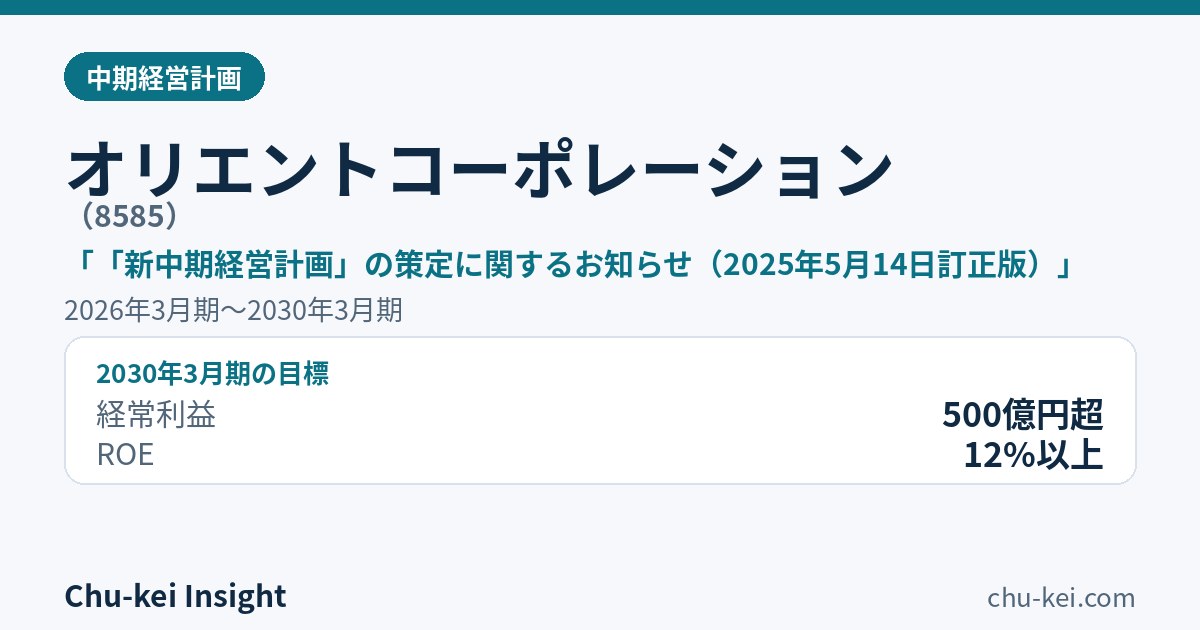 中期経営計画
オリエントコーポレーション
（8585）
「「新中期経営計画」の策定に関するお知らせ（2025年5月14日訂正版）」
2026年3月期～2030年3月期
2030年3月期の目標
経常利益 500億円超
ROE 12%以上
Chu-kei Insight chu-kei.com